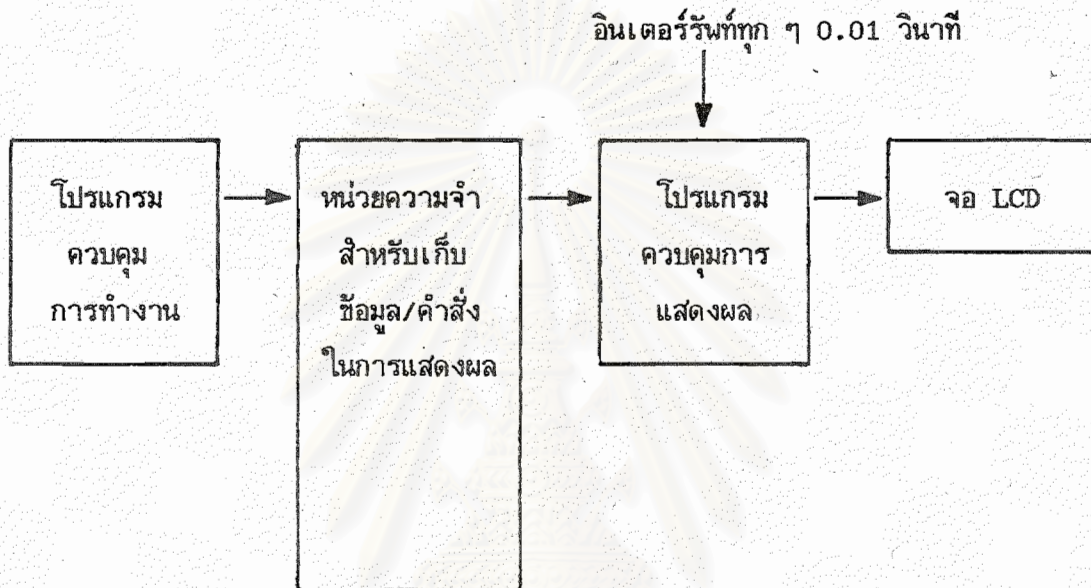 อินเตอร์รัพท์ทุก ๆ 0.01 วินาที
โปรแกรม
ควบคุม
การทำงาน
หน่วยความจำ
สำหรับเก็บ
ข้อมูล/คำสั่ง
ในการแสดงผล
โปรแกรม
ควบคุมการ
แสดงผล
จอ LCD